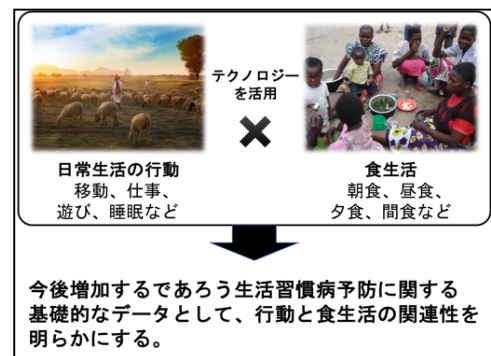 テクノロジー
を活用
日常生活の行動
移動、仕事、
遊び、睡眠など
食生活
朝食、昼食、
夕食、間食など
今後増加するであろう生活習慣病予防に関する
基礎的なデータとして、行動と食生活の関連性を
明らかにする。